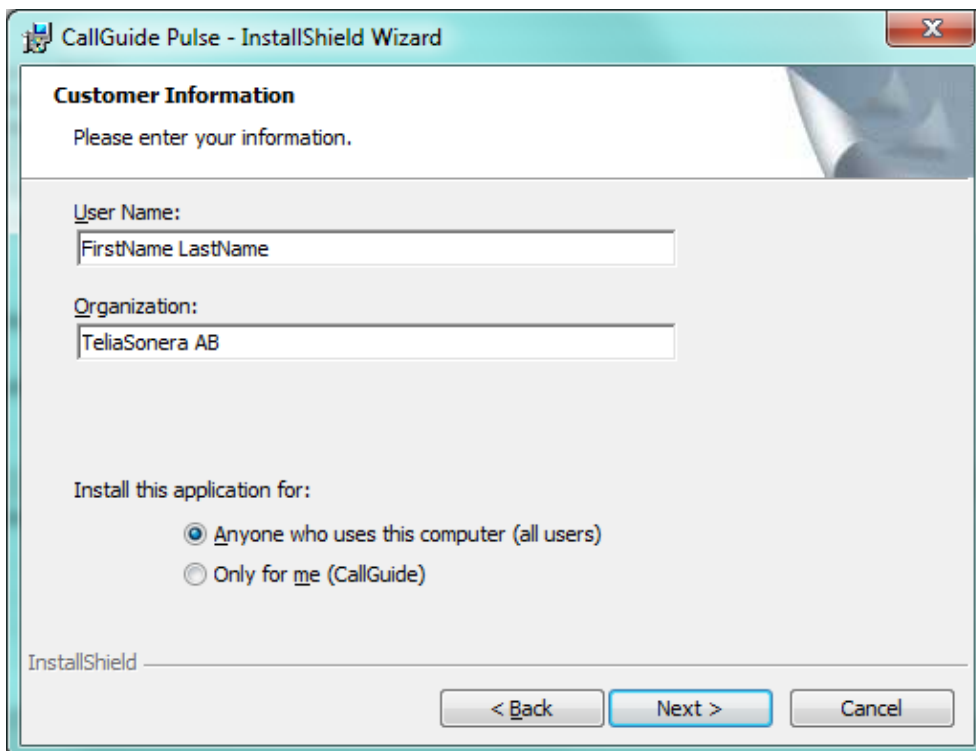 CallGuide Pulse - InstallShield Wizard
X
Customer Information
Please enter your information.
User Name:
FirstName LastName
Organization:
TeliaSonera AB
Install this application for:
Anyone who uses this computer (all users)
Only for me (CallGuide)
InstallShield
< Back Next > Cancel